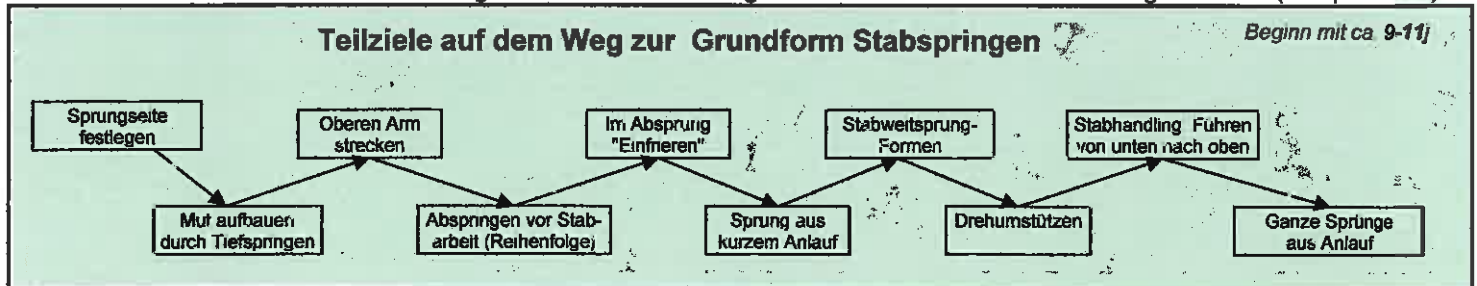 Teilziele auf dem Weg zur Grundform Stabspringen
Beginn mit ca 9-11j
Sprungseite
festlegen
Mut aufbauen
durch Tiefspringen
Oberen Arm
strecken
Abspringen vor Stab-
arbeit (Reihenfolge)
Im Absprung
"Einfrieren"
Sprung aus
kurzem Anlauf
Stabweitsprung-
Formen
Drehumstützen
Stabhandling Führen
von unten nach oben
Ganze Sprünge
aus Anlauf